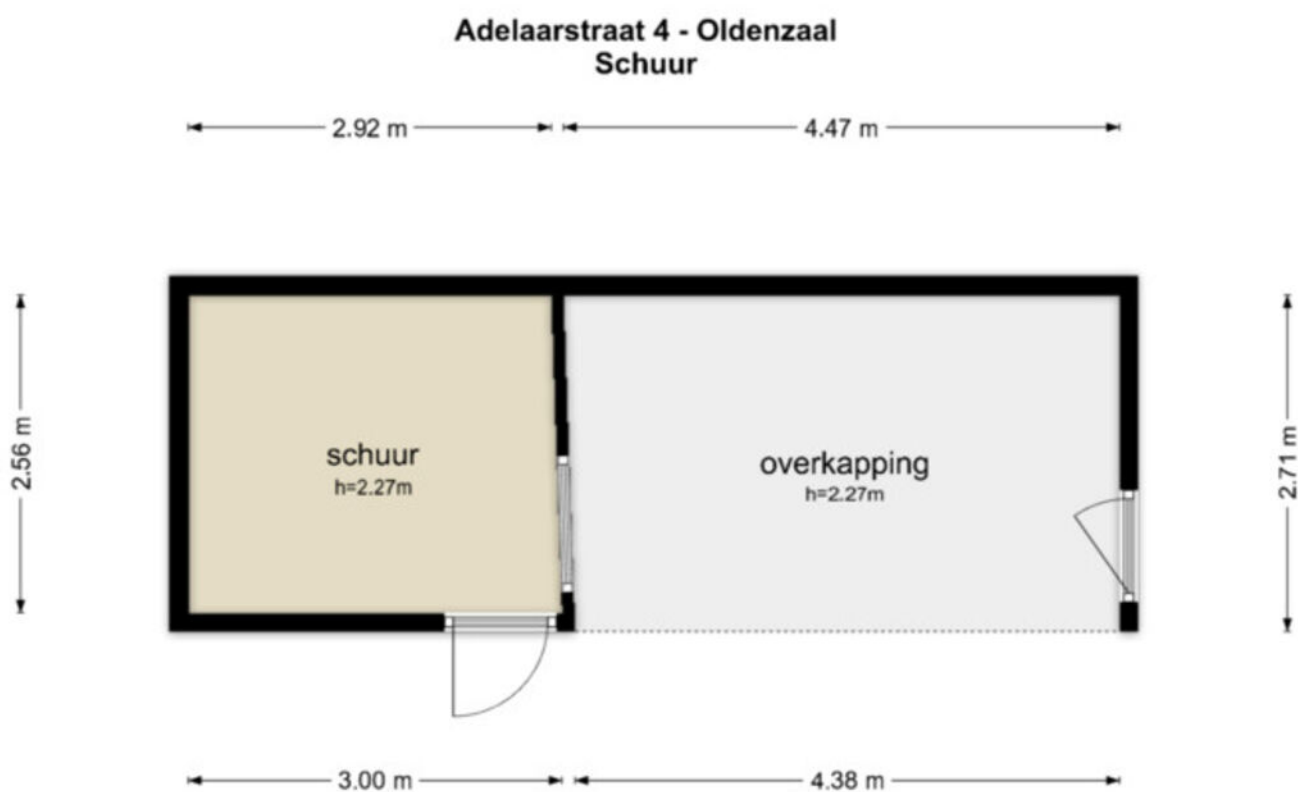 Adelaarstraat 4 - Oldenzaal
Schuur
2.92 m
4.47 m
2.56 m
schuur
h=2.27m
overkapping
h=2.27m
2.71 m
3.00 m
4.38 m